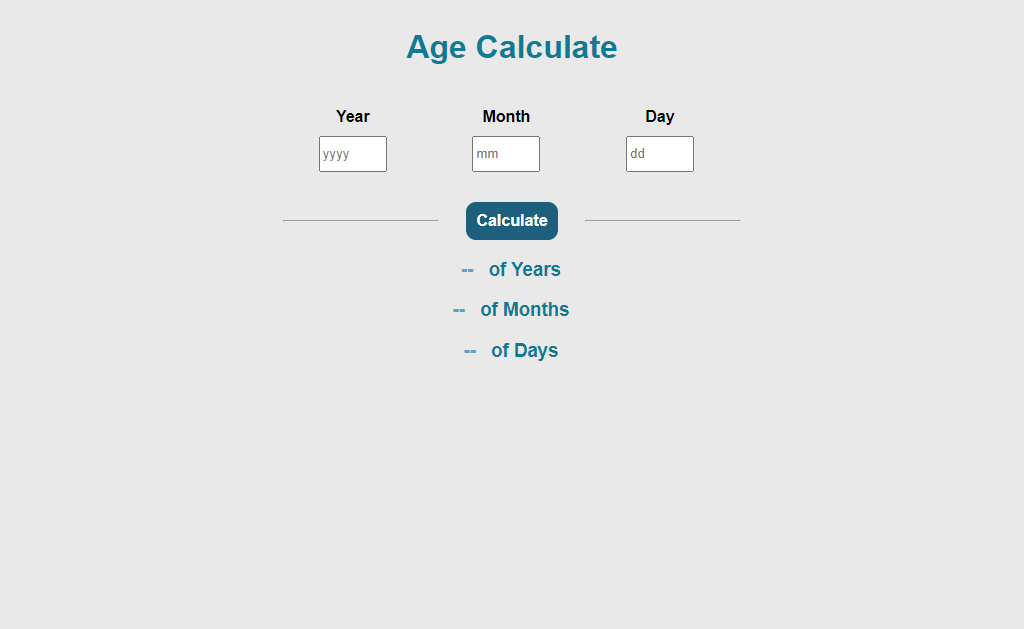 Age Calculate
Year Month Day
yyyy mm dd
Calculate
-- of Years
-- of Months
-- of Days